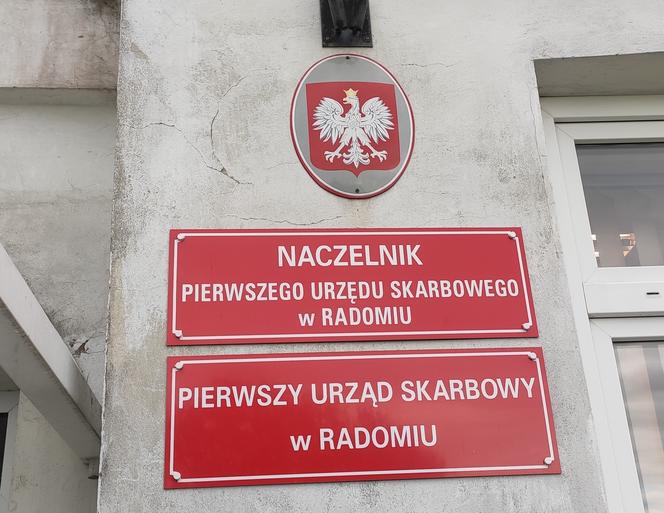 NACZELNIK
PIERWSZEGO URZĘDU SKARBOWEGO
w RADOMIU
PIERWSZY URZĄD SKARBOWY
w RADOMIU